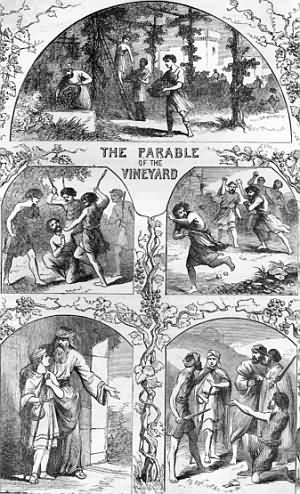 THE PARABLE
OF THE
VINEYARD